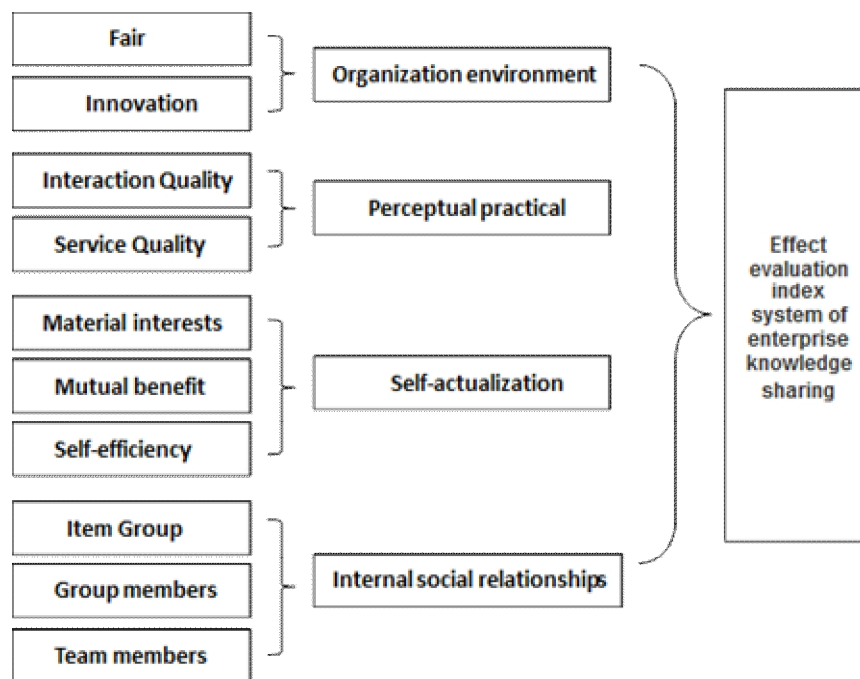 Fair
Innovation
Organization environment
Interaction Quality
Service Quality
Perceptual practical
Material interests
Mutual benefit
Self-efficiency
Self-actualization
Item Group
Group members
Team members
Internal social relationships
Effect
evaluation
index
system of
enterprise
knowledge
sharing